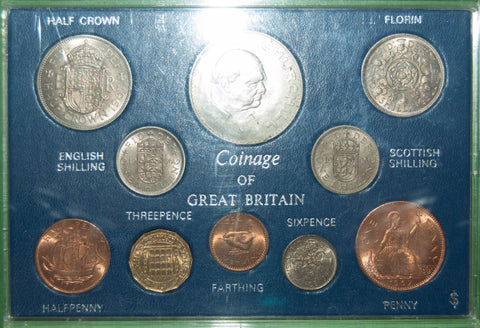 HALF CROWN
FLORIN
ENGLISH
SHILLING
Coinage
OF
GREAT BRITAIN
SCOTTISH
SHILLING
THREEPENCE
SIXPENCE
HALFPENNY
FARTHING
PENNY